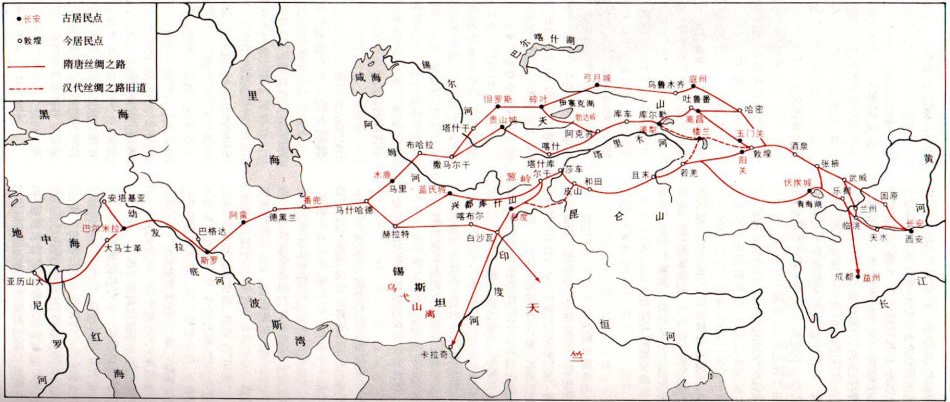 长安 古居民点
敦煌 今居民点
隋唐丝绸之路
汉代丝绸之路旧道
黑海
里海
咸海
锡尔河
阿姆河
巴尔喀什湖
地中海
红海
尼罗河
幼发拉底河
波斯湾
安塔基亚
巴尔米拉
大马士革
亚历山大
巴格达
斯罗
阿蛮
德黑兰
番兜
马什哈德
木鹿
马里
布哈拉
撒马尔干
塔什干
蓝氏城
赫拉特
兴都库什山
喀布尔
白沙瓦
锡斯坦
乌弋山离
卡拉奇
印度河
天竺
恒河
怛罗斯
贵山城
碎叶
伊塞克湖
弓月城
天山
阿克苏
喀什
塔什库尔干
葱岭
莎车
皮山
和田
昆仑山
且末
若羌
塔里木河
库车
库尔勒
楼兰
乌鲁木齐
庭州
吐鲁番
高昌
哈密
玉门关
阳关
敦煌
酒泉
张掖
武威
伏俟城
青海湖
乐都
兰州
临洮
固原
天水
长安
西安
黄河
成都
益州
长江